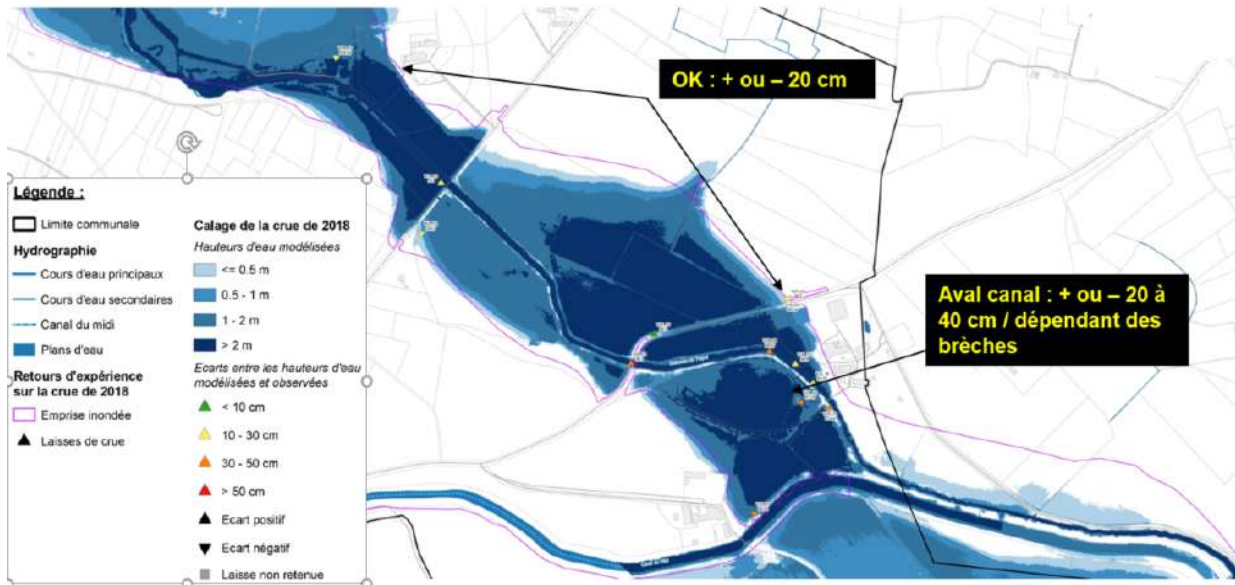 OK : + ou – 20 cm
Aval canal : + ou – 20 à
40 cm / dépendant des
brèches
Légende :
Limite communale
Hydrographie
Cours d'eau principaux
Cours d'eau secondaires
Canal du midi
Plans d'eau
Retours d'expérience
sur la crue de 2018
Emprise inondée
Laisses de crue
Calage de la crue de 2018
Hauteurs d'eau modélisées
<= 0.5 m
0.5 - 1 m
1 - 2 m
> 2 m
Ecarts entre les hauteurs d'eau
modélisées et observées
< 10 cm
10 - 30 cm
30 - 50 cm
> 50 cm
Ecart positif
Ecart négatif
Laisse non retenue